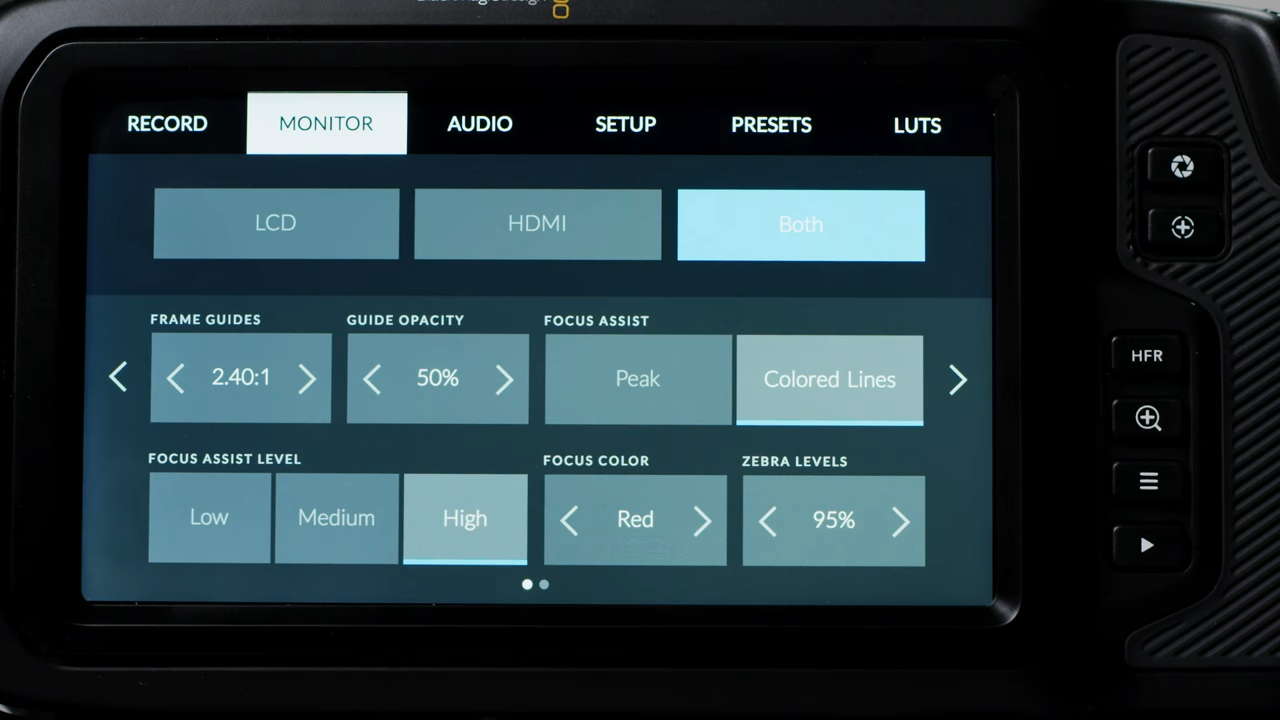 RECORD MONITOR AUDIO SETUP PRESETS LUTS
LCD HDMI Both
FRAME GUIDES GUIDE OPACITY FOCUS ASSIST
2.40:1 50% Peak Colored Lines
FOCUS ASSIST LEVEL FOCUS COLOR ZEBRA LEVELS
Low Medium High Red 95%
HFR